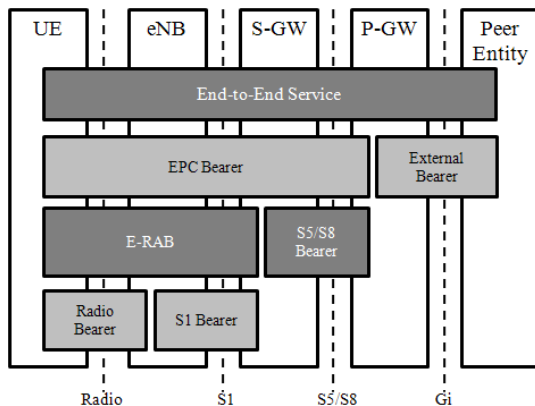 UE eNB S-GW P-GW Peer
Entity
End-to-End Service
EPC Bearer
External
Bearer
E-RAB
S5/S8
Bearer
Radio
Bearer
S1 Bearer
Radio S1 S5/S8 Gi